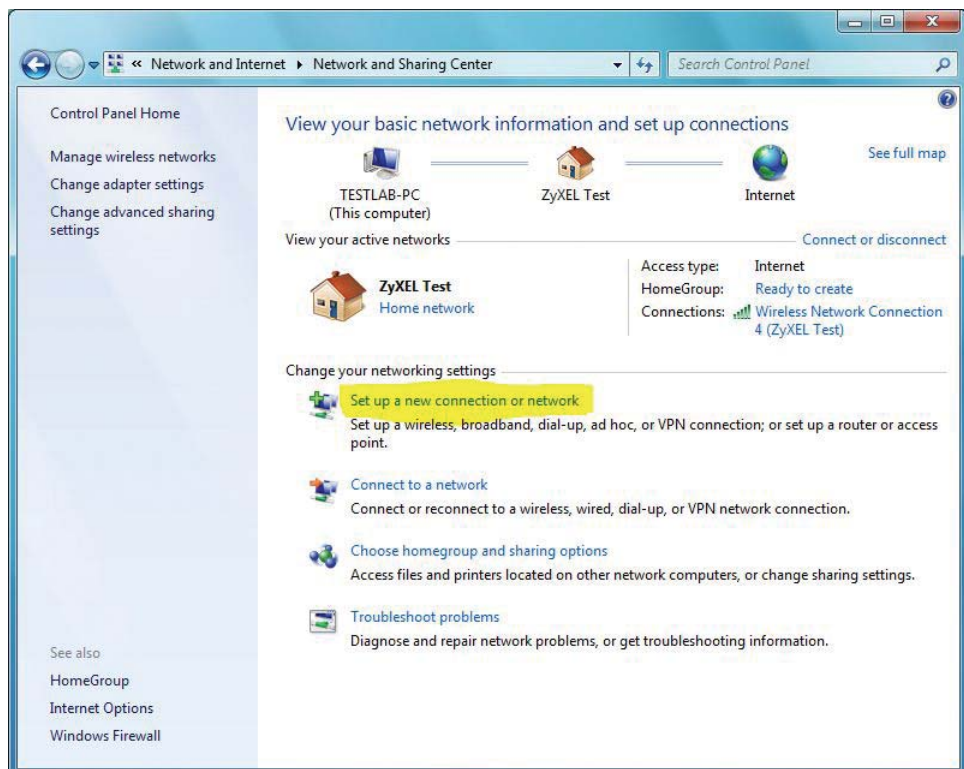 « Network and Internet ▸ Network and Sharing Center
Search Control Panel
Control Panel Home
Manage wireless networks
Change adapter settings
Change advanced sharing
settings
See also
HomeGroup
Internet Options
Windows Firewall
View your basic network information and set up connections
See full map
TESTLAB-PC
(This computer)
ZyXEL Test
Internet
View your active networks
Connect or disconnect
ZyXEL Test
Home network
Access type: Internet
HomeGroup: Ready to create
Connections: Wireless Network Connection
4 (ZyXEL Test)
Change your networking settings
Set up a new connection or network
Set up a wireless, broadband, dial-up, ad hoc, or VPN connection; or set up a router or access
point.
Connect to a network
Connect or reconnect to a wireless, wired, dial-up, or VPN network connection.
Choose homegroup and sharing options
Access files and printers located on other network computers, or change sharing settings.
Troubleshoot problems
Diagnose and repair network problems, or get troubleshooting information.